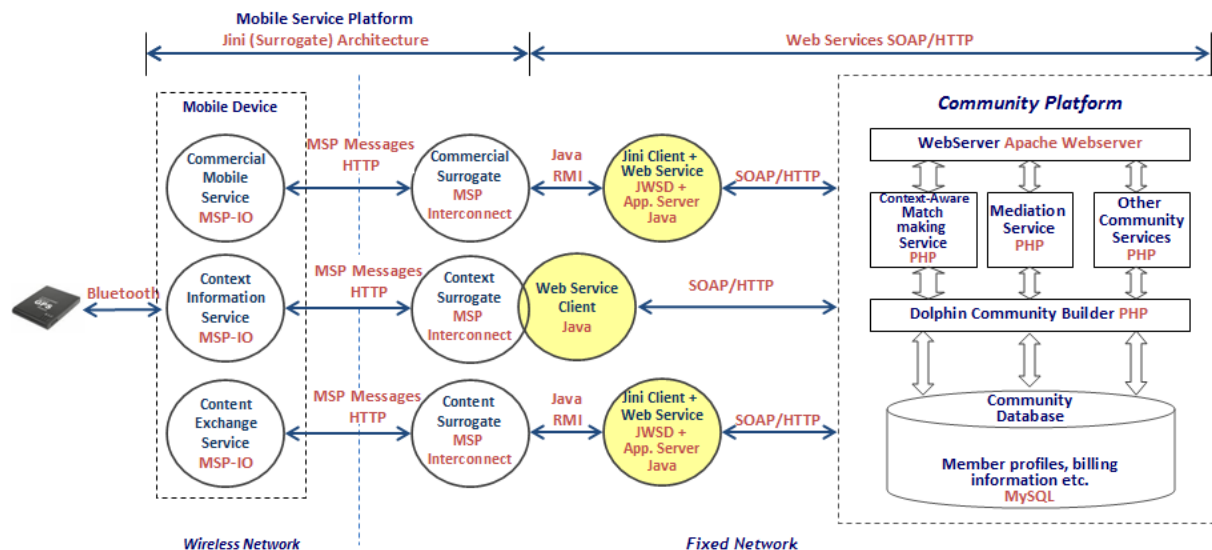 Mobile Service Platform
Jini (Surrogate) Architecture
Web Services SOAP/HTTP
Mobile Device
Commercial
Mobile
Service
MSP-IO
MSP Messages
HTTP
Commercial
Surrogate
MSP
Interconnect
Java
RMI
Jini Client +
Web Service
JWSD +
App. Server
Java
SOAP/HTTP
GPS
Bluetooth
Context
Information
Service
MSP-IO
MSP Messages
HTTP
Context
Surrogate
MSP
Interconnect
Web Service
Client
Java
SOAP/HTTP
Content
Exchange
Service
MSP-IO
MSP Messages
HTTP
Content
Surrogate
MSP
Interconnect
Java
RMI
Jini Client +
Web Service
JWSD +
App. Server
Java
SOAP/HTTP
Community Platform
WebServer Apache Webserver
Context-Aware
Match
making
Service
PHP
Mediation
Service
PHP
Other
Community
Services
PHP
Dolphin Community Builder PHP
Community
Database
Member profiles, billing
information etc.
MySQL
Wireless Network
Fixed Network